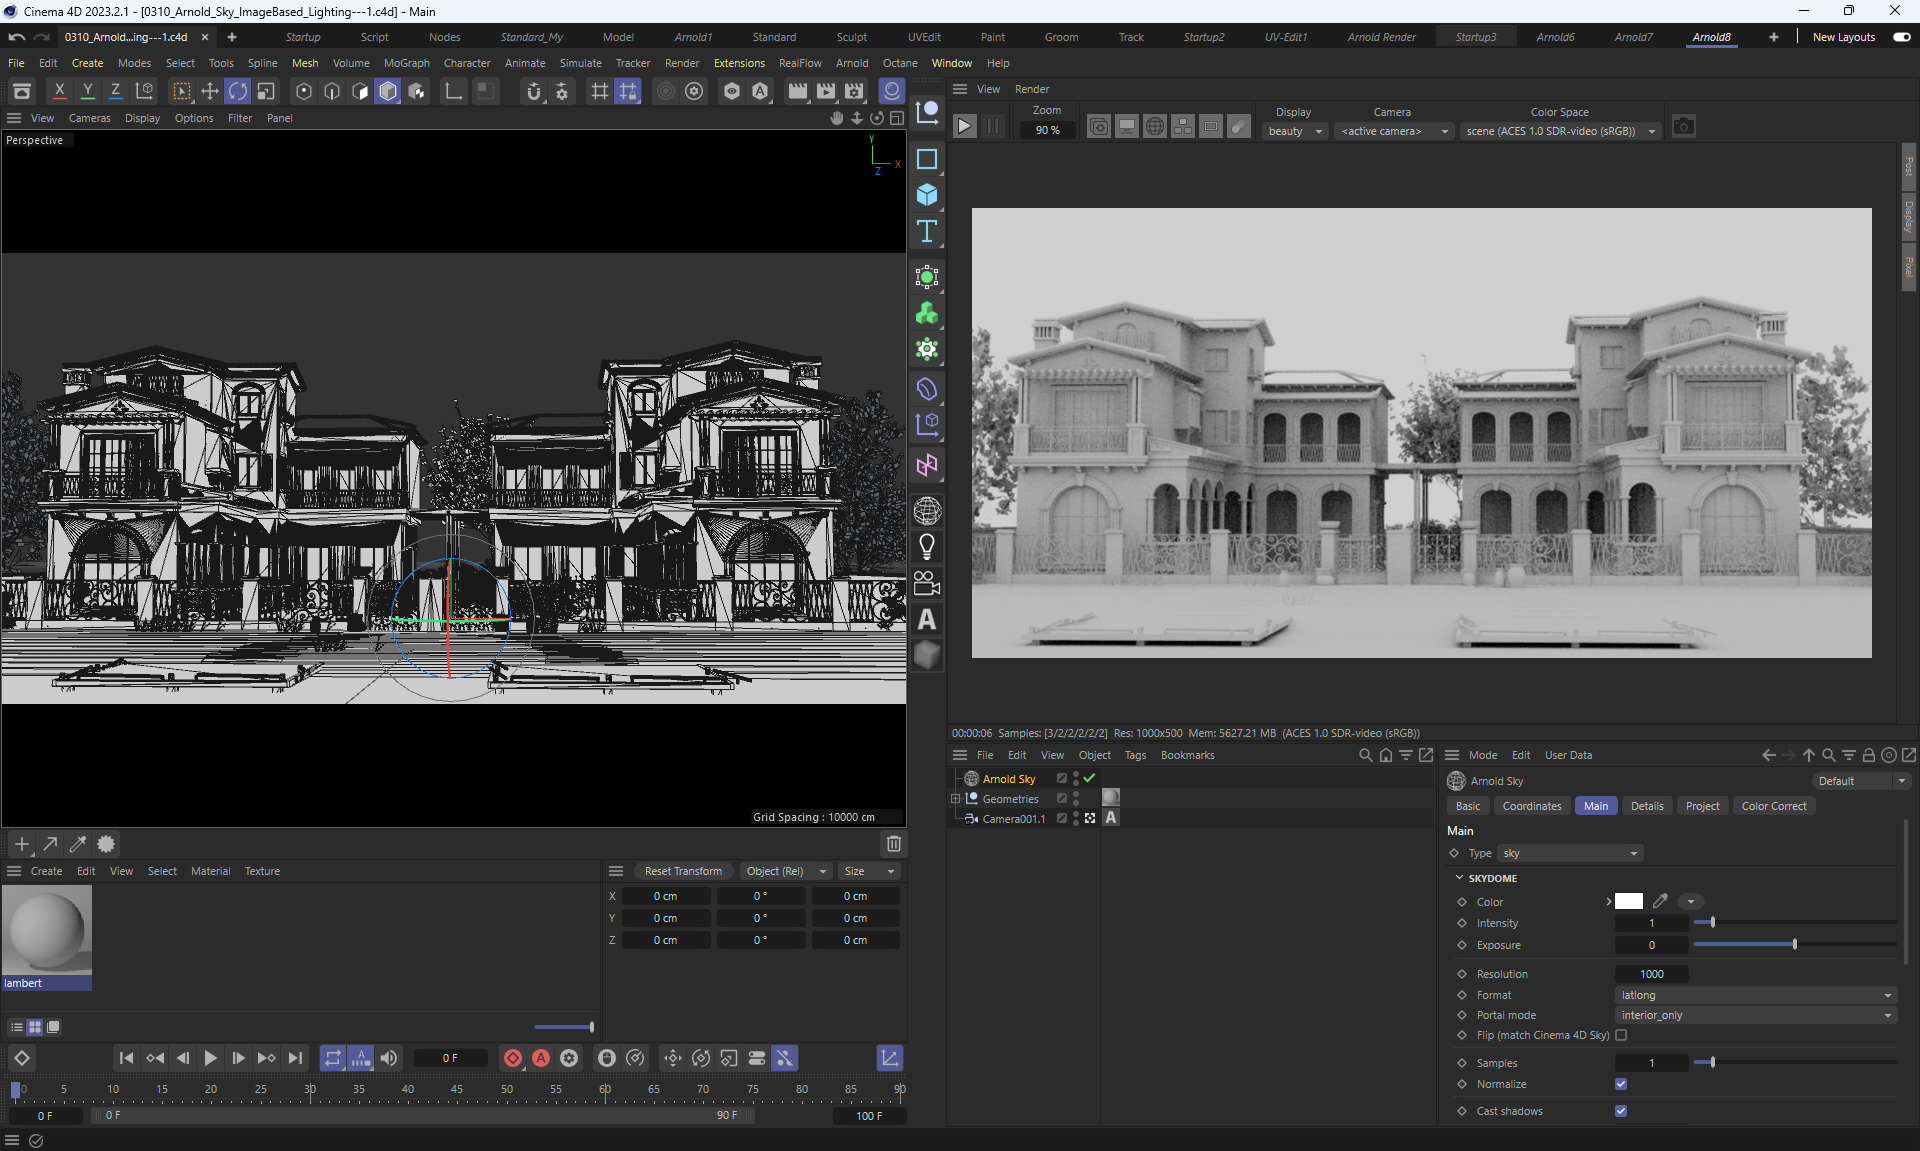 Cinema 4D 2023.2.1 - [0310_Arnold_Sky_ImageBased_Lighting---1.c4d] - Main
0310_Arnold...ing---1.c4d
Startup Script Nodes Standard_My Model Arnold1 Standard Sculpt UVEdit Paint Groom Track Startup2 UV-Edit1 Arnold Render Startup3 Arnold6 Arnold7 Arnold8 New Layouts
File Edit Create Modes Select Tools Spline Mesh Volume MoGraph Character Animate Simulate Tracker Render Extensions RealFlow Arnold Octane Window Help
X Y Z
View Render
View Cameras Display Options Filter Panel
Zoom Display Camera Color Space
90 % beauty <active camera> scene (ACES 1.0 SDR-video (sRGB))
Perspective
Y
X
Z
Post
Display
Pixel
T
A
Grid Spacing : 10000 cm
00:00:06 Samples: [3/2/2/2/2/2] Res: 1000x500 Mem: 5627.21 MB (ACES 1.0 SDR-video (sRGB))
File Edit View Object Tags Bookmarks
Arnold Sky
Geometries
Camera001.1 A
Mode Edit User Data
Arnold Sky Default
Basic Coordinates Main Details Project Color Correct
Main
Type sky
SKYDOME
Color
Intensity 1
Exposure 0
Resolution 1000
Format latlong
Portal mode interior_only
Flip (match Cinema 4D Sky)
Samples 1
Normalize
Cast shadows
Create Edit View Select Material Texture
lambert
Reset Transform Object (Rel) Size
X 0 cm 0 ° 0 cm
Y 0 cm 0 ° 0 cm
Z 0 cm 0 ° 0 cm
0 F
0 5 10 15 20 25 30 35 40 45 50 55 60 65 70 75 80 85 90
0 F 0 F 90 F 100 F